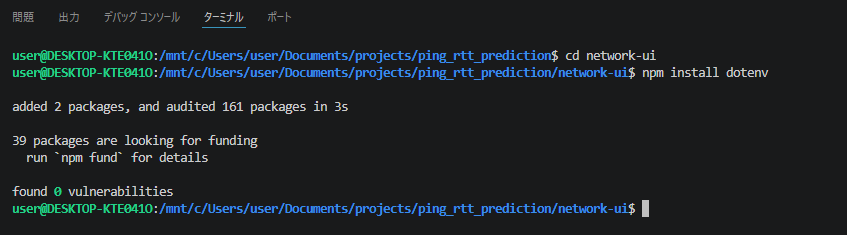 問題 出力 デバッグ コンソール ターミナル ポート
user@DESKTOP-KTE041O:/mnt/c/Users/user/Documents/projects/ping_rtt_prediction$ cd network-ui
user@DESKTOP-KTE041O:/mnt/c/Users/user/Documents/projects/ping_rtt_prediction/network-ui$ npm install dotenv
added 2 packages, and audited 161 packages in 3s
39 packages are looking for funding
run `npm fund` for details
found 0 vulnerabilities
user@DESKTOP-KTE041O:/mnt/c/Users/user/Documents/projects/ping_rtt_prediction/network-ui$